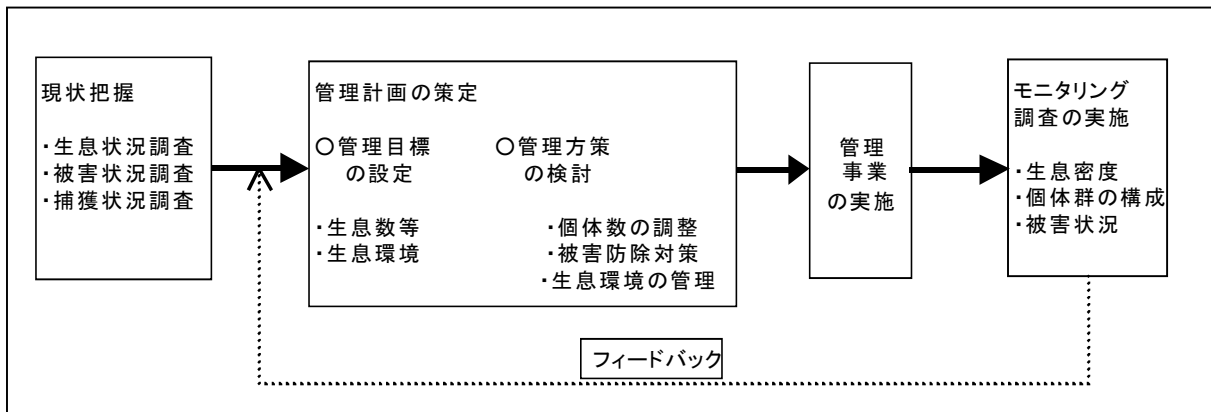 現状把握
・生息状況調査
・被害状況調査
・捕獲状況調査
管理計画の策定
○管理目標
の設定
・生息数等
・生息環境
○管理方策
の検討
・個体数の調整
・被害防除対策
・生息環境の管理
管理
事業
の実施
モニタリング
調査の実施
・生息密度
・個体群の構成
・被害状況
フィードバック